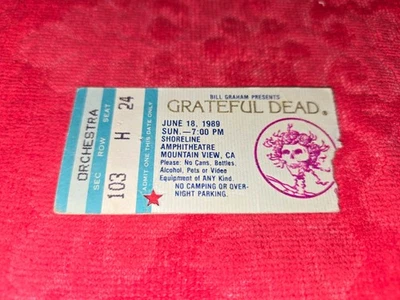 ORCHESTRA
SEC ROW SEAT
103 H 24
ADMIT ONE THIS DATE ONLY
BILL GRAHAM PRESENTS
GRATEFUL DEAD®
JUNE 18, 1989
SUN.—7:00 PM
SHORELINE
AMPHITHEATRE
MOUNTAIN VIEW, CA
Please: No Cans, Bottles,
Alcohol, Pets or Video
Equipment of ANY Kind.
NO CAMPING OR OVER-
NIGHT PARKING.